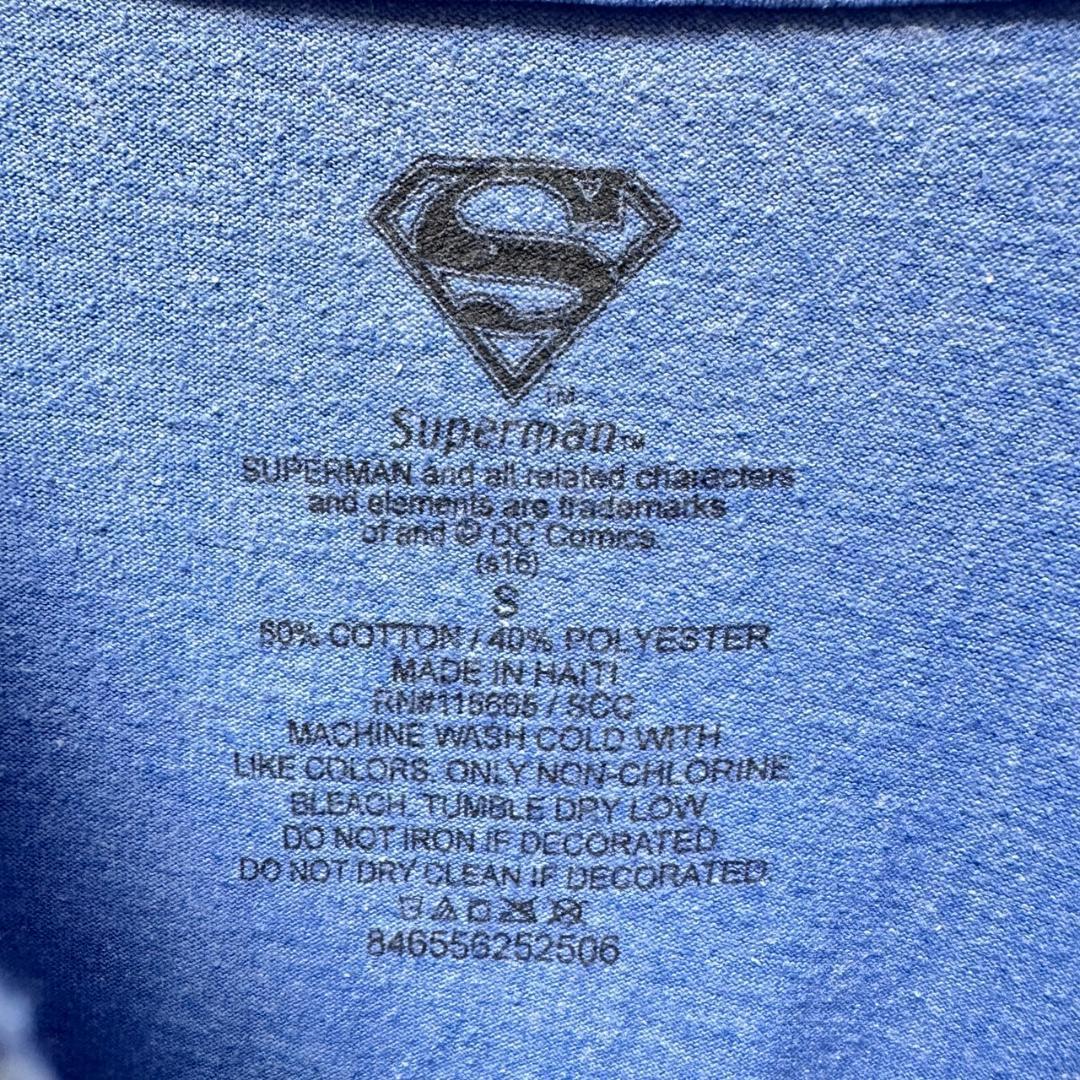 S
TM
Superman™
SUPERMAN and all related characters
and elements are trademarks
of and © DC Comics.
(s16)
S
60% COTTON / 40% POLYESTER
MADE IN HAITI
RN#115665 / SCC
MACHINE WASH COLD WITH
LIKE COLORS. ONLY NON-CHLORINE
BLEACH. TUMBLE DRY LOW.
DO NOT IRON IF DECORATED.
DO NOT DRY CLEAN IF DECORATED.
846556252506